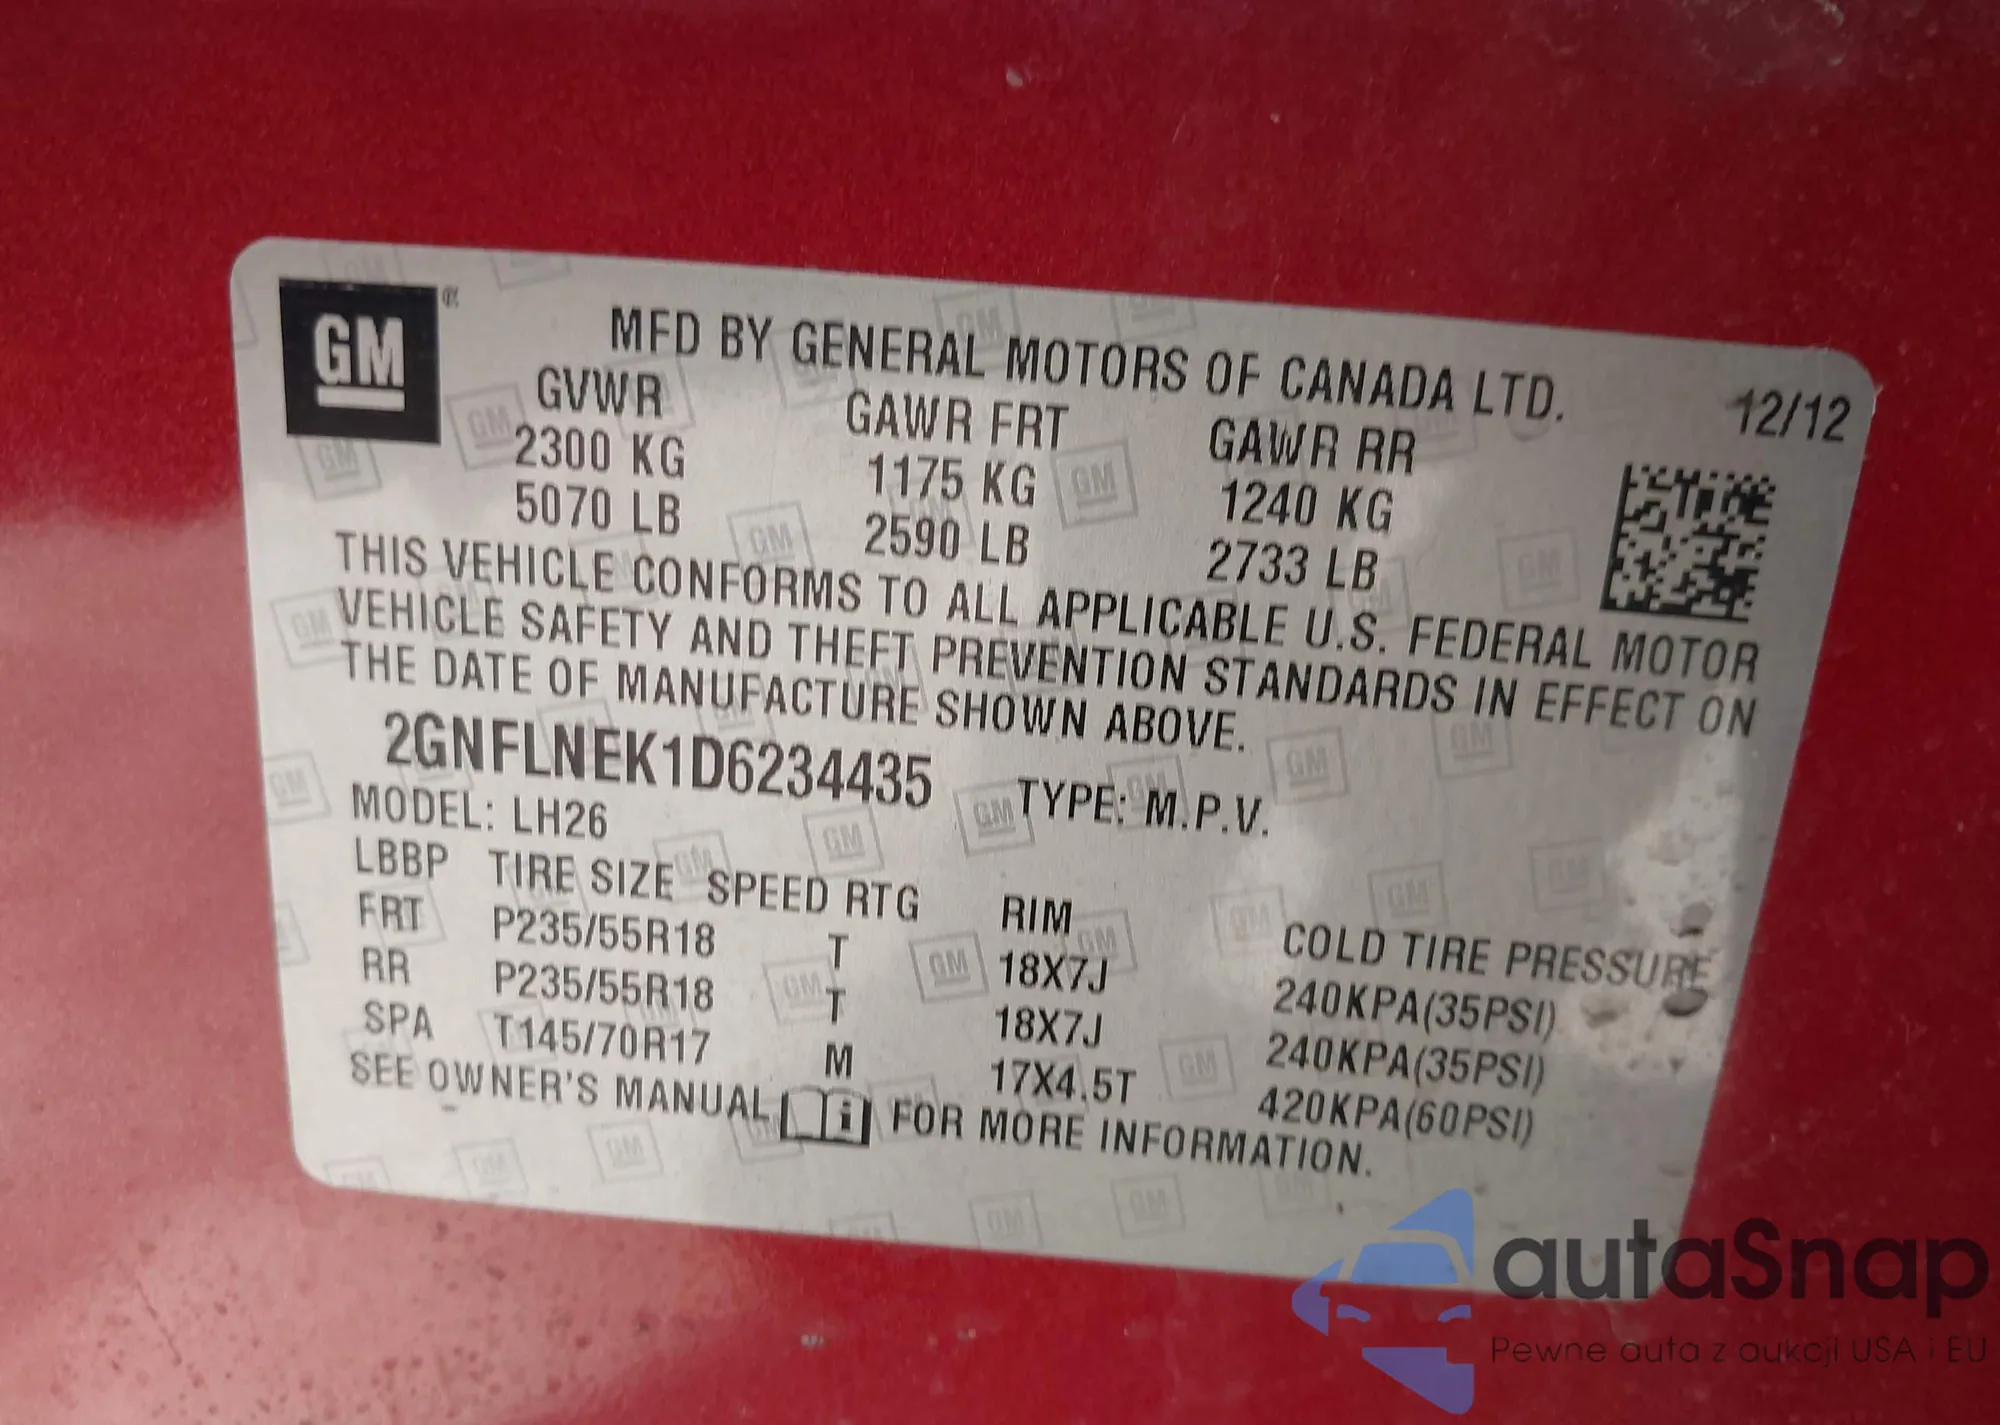 GM
MFD BY GENERAL MOTORS OF CANADA LTD.
12/12
GVWR GAWR FRT GAWR RR
2300 KG 1175 KG 1240 KG
5070 LB 2590 LB 2733 LB
THIS VEHICLE CONFORMS TO ALL APPLICABLE U.S. FEDERAL MOTOR
VEHICLE SAFETY AND THEFT PREVENTION STANDARDS IN EFFECT ON
THE DATE OF MANUFACTURE SHOWN ABOVE.
2GNFLNEK1D6234435 TYPE: M.P.V.
MODEL: LH26
LBBP TIRE SIZE SPEED RTG RIM COLD TIRE PRESSURE
FRT P235/55R18 T 18X7J 240KPA(35PSI)
RR P235/55R18 T 18X7J 240KPA(35PSI)
SPA T145/70R17 M 17X4.5T 420KPA(60PSI)
SEE OWNER'S MANUAL FOR MORE INFORMATION.
autaSnap
Pewne auta z aukcji USA i EU